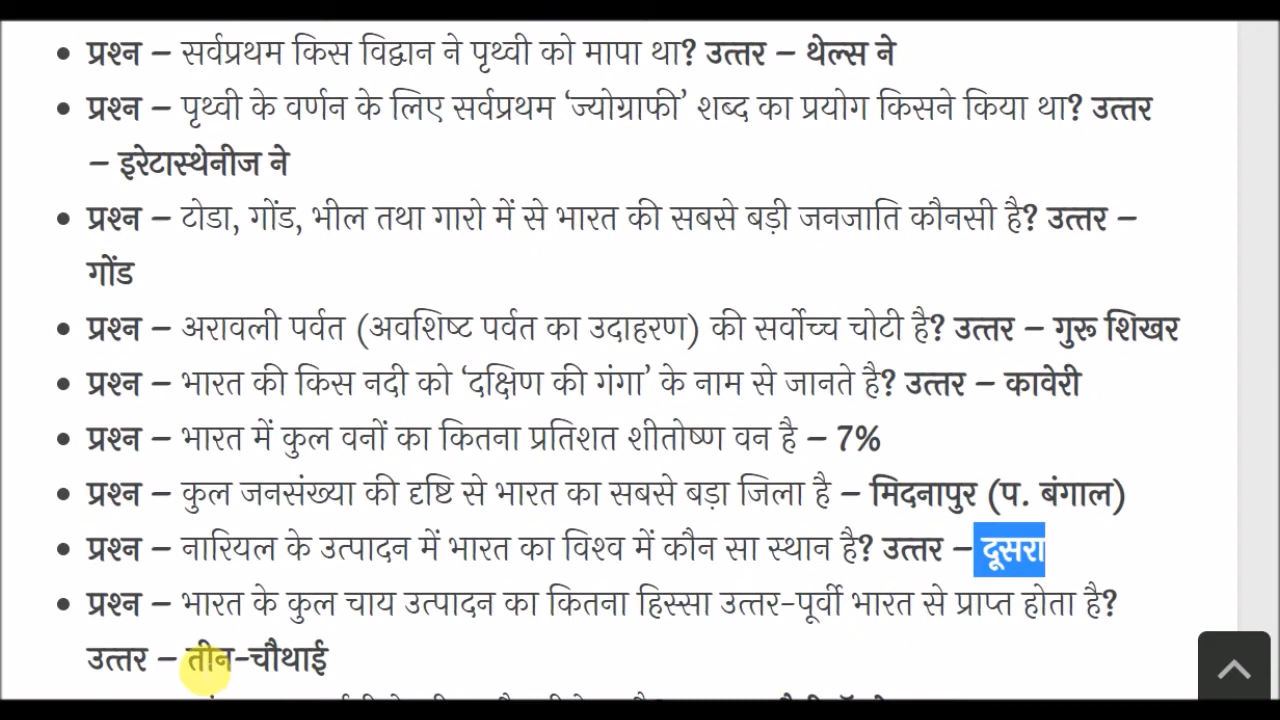 • प्रश्न – सर्वप्रथम किस विद्वान ने पृथ्वी को मापा था? उत्तर – थेल्स ने
• प्रश्न – पृथ्वी के वर्णन के लिए सर्वप्रथम ‘ज्योग्राफी’ शब्द का प्रयोग किसने किया था? उत्तर
– इरेटास्थेनीज ने
• प्रश्न – टोडा, गोंड, भील तथा गारो में से भारत की सबसे बड़ी जनजाति कौनसी है? उत्तर –
गोंड
• प्रश्न – अरावली पर्वत (अवशिष्ट पर्वत का उदाहरण) की सर्वोच्च चोटी है? उत्तर – गुरू शिखर
• प्रश्न – भारत की किस नदी को ‘दक्षिण की गंगा’ के नाम से जानते है? उत्तर – कावेरी
• प्रश्न – भारत में कुल वनों का कितना प्रतिशत शीतोष्ण वन है – 7%
• प्रश्न – कुल जनसंख्या की दृष्टि से भारत का सबसे बड़ा जिला है – मिदनापुर (प. बंगाल)
• प्रश्न – नारियल के उत्पादन में भारत का विश्व में कौन सा स्थान है? उत्तर – दूसरा
• प्रश्न – भारत के कुल चाय उत्पादन का कितना हिस्सा उत्तर-पूर्वी भारत से प्राप्त होता है?
उत्तर – तीन-चौथाई